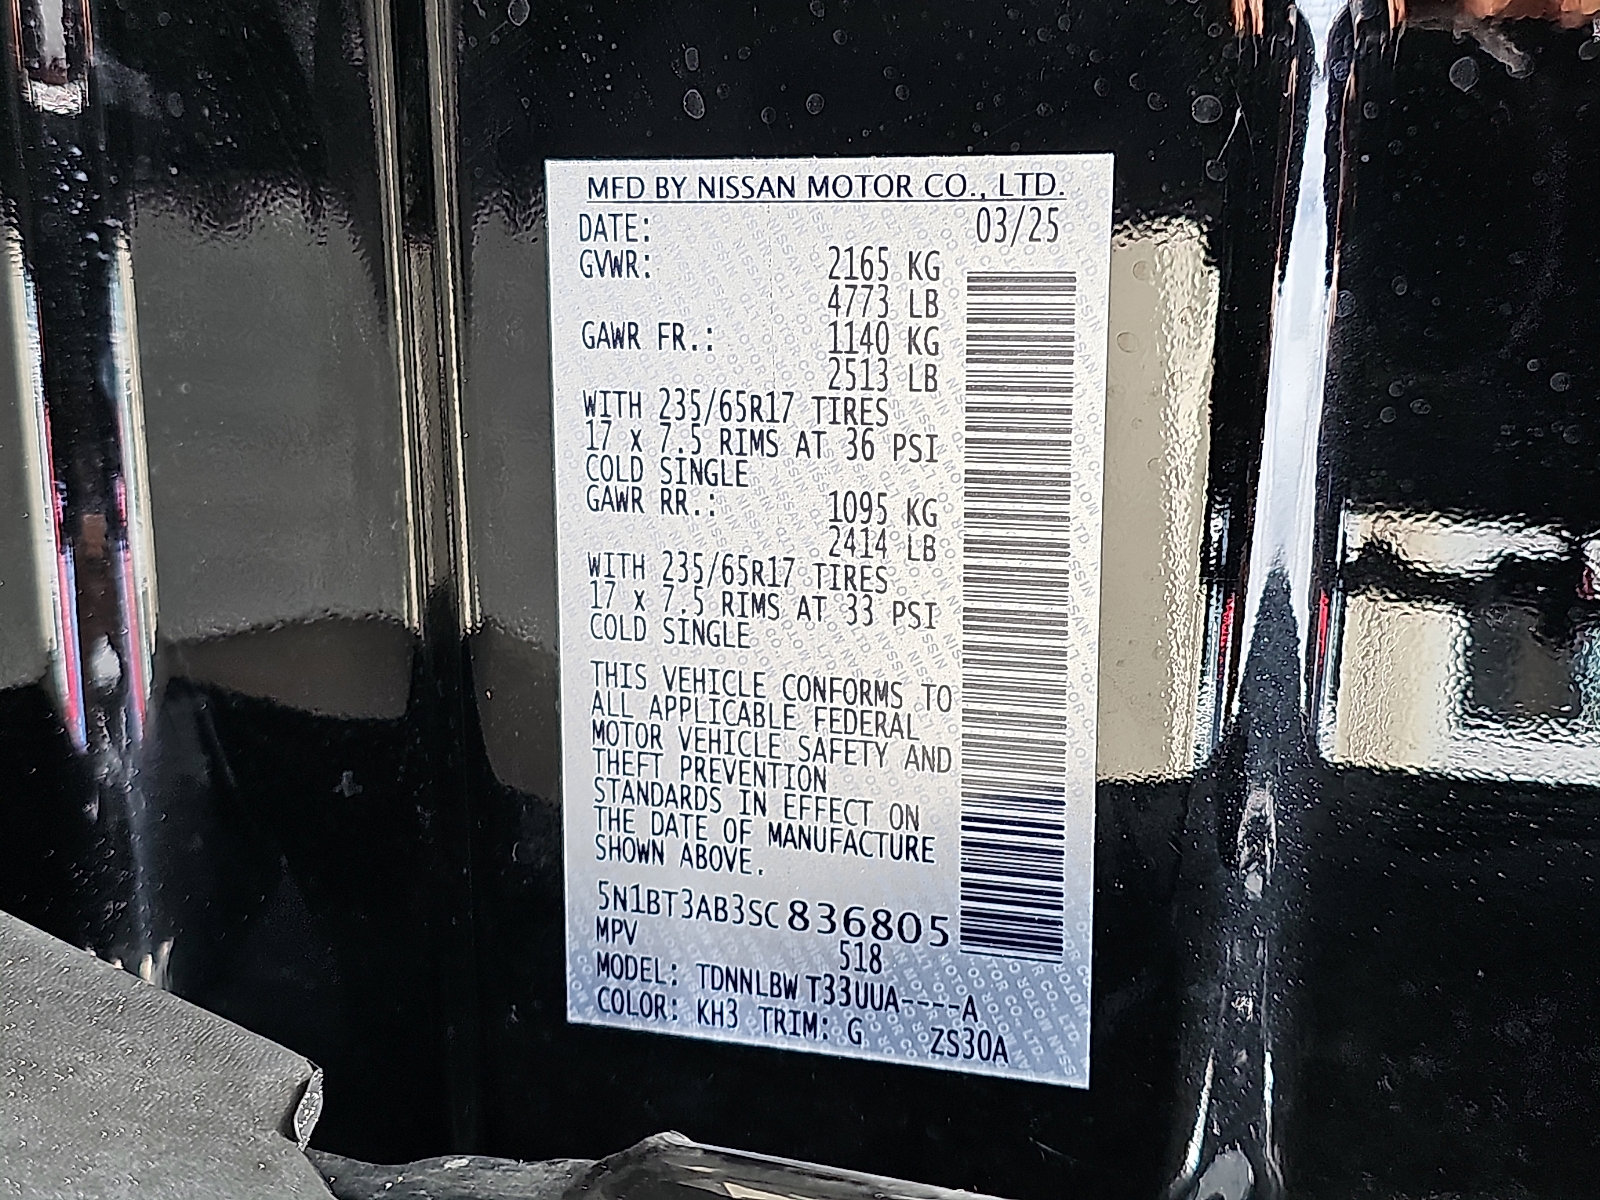 MFD BY NISSAN MOTOR CO., LTD.
DATE: 03/25
GVWR: 2165 KG
4773 LB
GAWR FR.: 1140 KG
2513 LB
WITH 235/65R17 TIRES
17 x 7.5 RIMS AT 36 PSI
COLD SINGLE
GAWR RR.: 1095 KG
2414 LB
WITH 235/65R17 TIRES
17 x 7.5 RIMS AT 33 PSI
COLD SINGLE
THIS VEHICLE CONFORMS TO
ALL APPLICABLE FEDERAL
MOTOR VEHICLE SAFETY AND
THEFT PREVENTION
STANDARDS IN EFFECT ON
THE DATE OF MANUFACTURE
SHOWN ABOVE.
5N1BT3AB3SC836805
MPV 518
MODEL: TDNNLBW T33UUA----A
COLOR: KH3 TRIM: G ZS30A